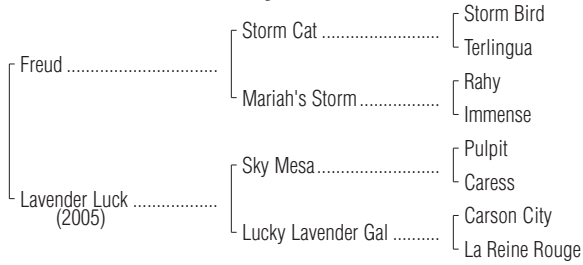 Storm Bird
Storm Cat ......................
Terlingua
Freud ............................
Rahy
Mariah's Storm ...............
Immense
Pulpit
Sky Mesa.......................
Caress
Lavender Luck ................
(2005)
Carson City
Lucky Lavender Gal .........
La Reine Rouge